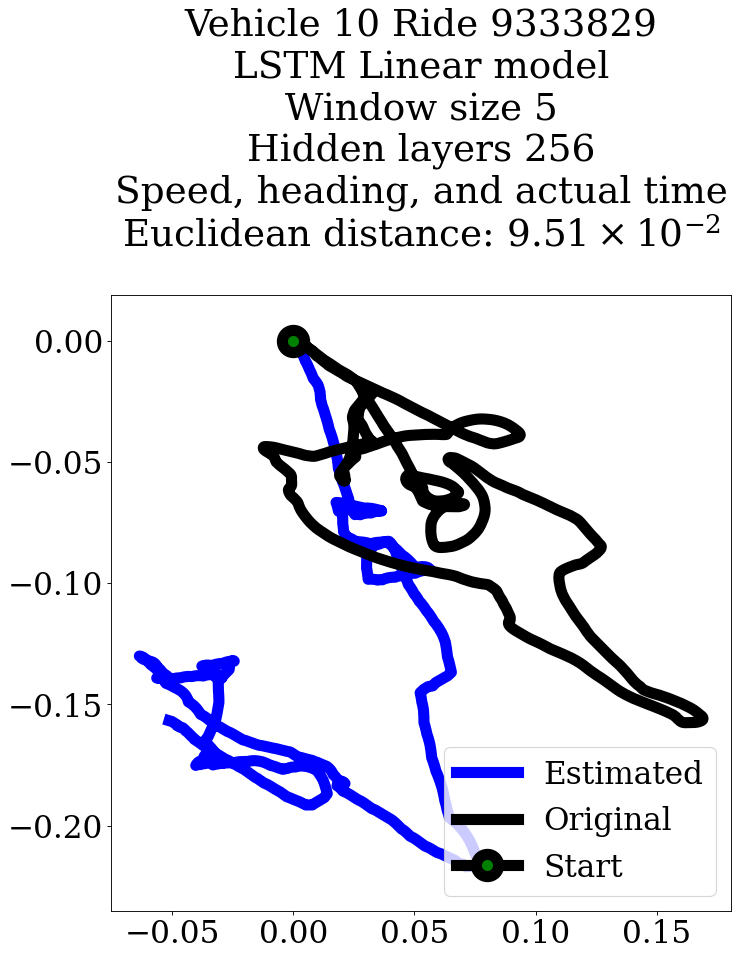 Vehicle 10 Ride 9333829
LSTM Linear model
Window size 5
Hidden layers 256
Speed, heading, and actual time
Euclidean distance: 9.51 × 10⁻²
0.00
−0.05
−0.10
−0.15
−0.20
Estimated
Original
Start
−0.05 0.00 0.05 0.10 0.15